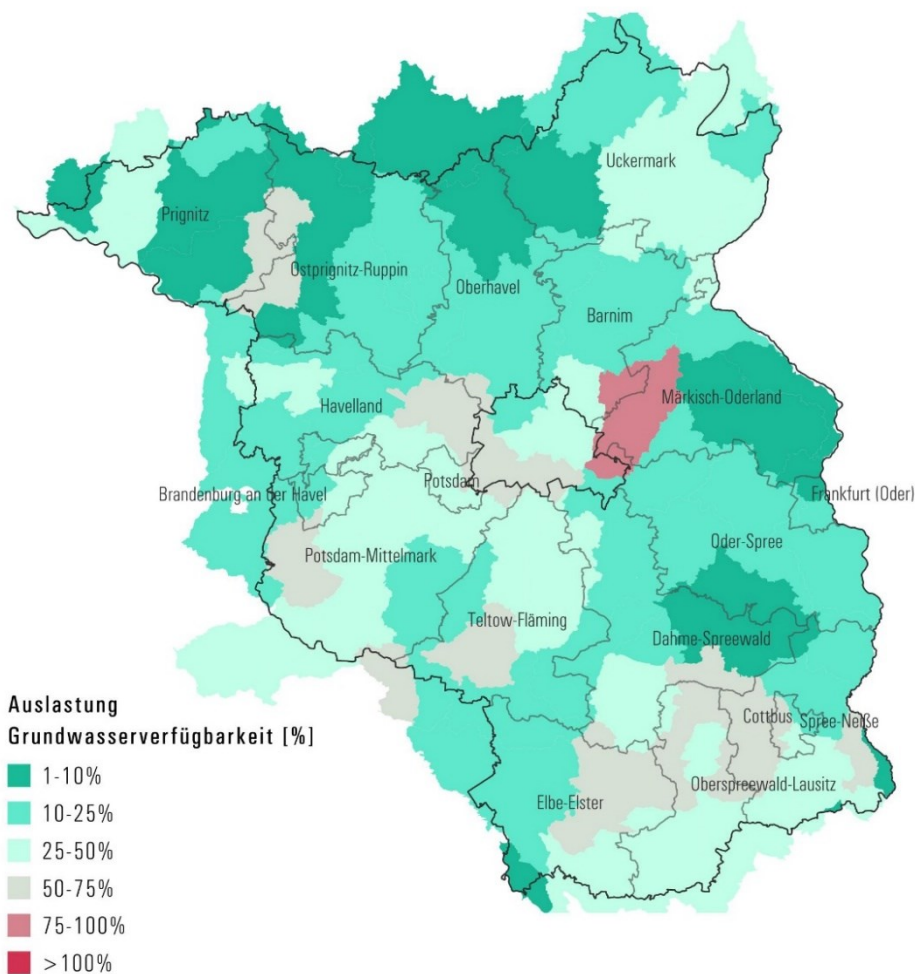 Uckermark
Prignitz
Ostprignitz-Ruppin
Oberhavel
Barnim
Märkisch-Oderland
Havelland
Potsdam
Brandenburg an der Havel
Frankfurt (Oder)
Oder-Spree
Potsdam-Mittelmark
Teltow-Fläming
Dahme-Spreewald
Cottbus
Spree-Neiße
Oberspreewald-Lausitz
Elbe-Elster
Auslastung
Grundwasserverfügbarkeit [%]
1-10%
10-25%
25-50%
50-75%
75-100%
>100%